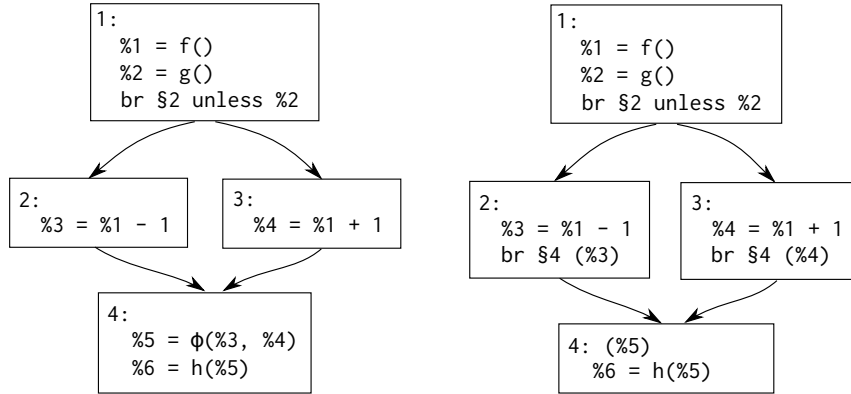 1:
%1 = f()
%2 = g()
br §2 unless %2
2:
%3 = %1 - 1
3:
%4 = %1 + 1
4:
%5 = ϕ(%3, %4)
%6 = h(%5)
1:
%1 = f()
%2 = g()
br §2 unless %2
2:
%3 = %1 - 1
br §4 (%3)
3:
%4 = %1 + 1
br §4 (%4)
4: (%5)
%6 = h(%5)